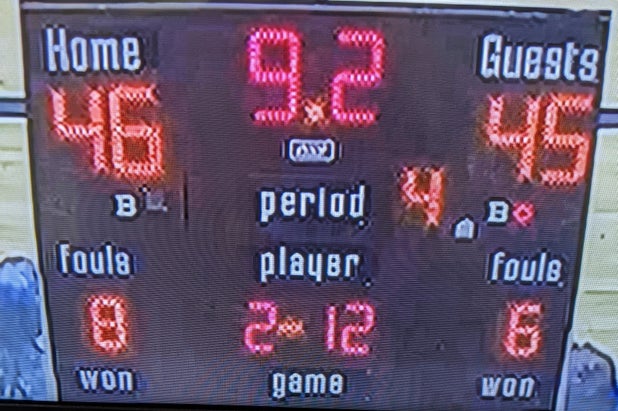 Home 9.2 Guests
46 45
B period 4 B
Fouls player Fouls
8 2 12 6
won game won